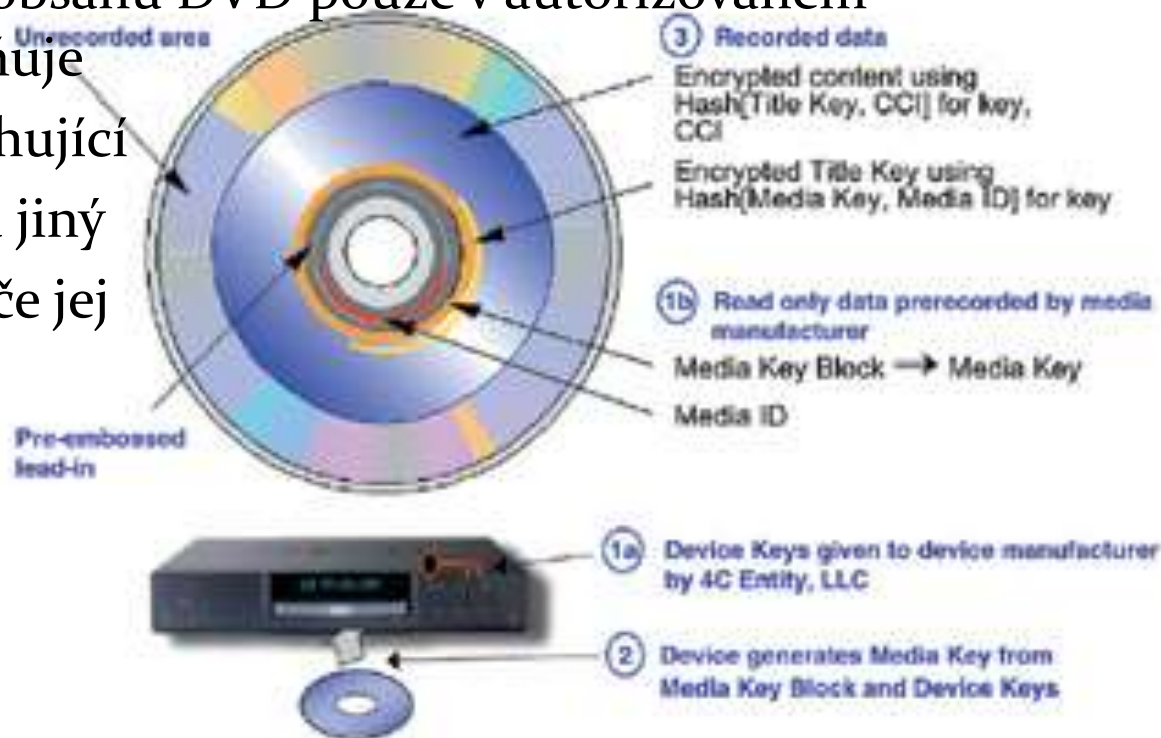 obsahu DVD pouze v autorizovaném
Unrecorded area
ňuje
hující
jiný
če jej
Pre-embossed
lead-in
3 Recorded data
Encrypted content using
Hash[Title Key, CCI] for key,
CCI
Encrypted Title Key using
Hash[Media Key, Media ID] for key
1b Read only data prerecorded by media
manufacturer
Media Key Block → Media Key
Media ID
1a Device Keys given to device manufacturer
by 4C Entity, LLC
2 Device generates Media Key from
Media Key Block and Device Keys